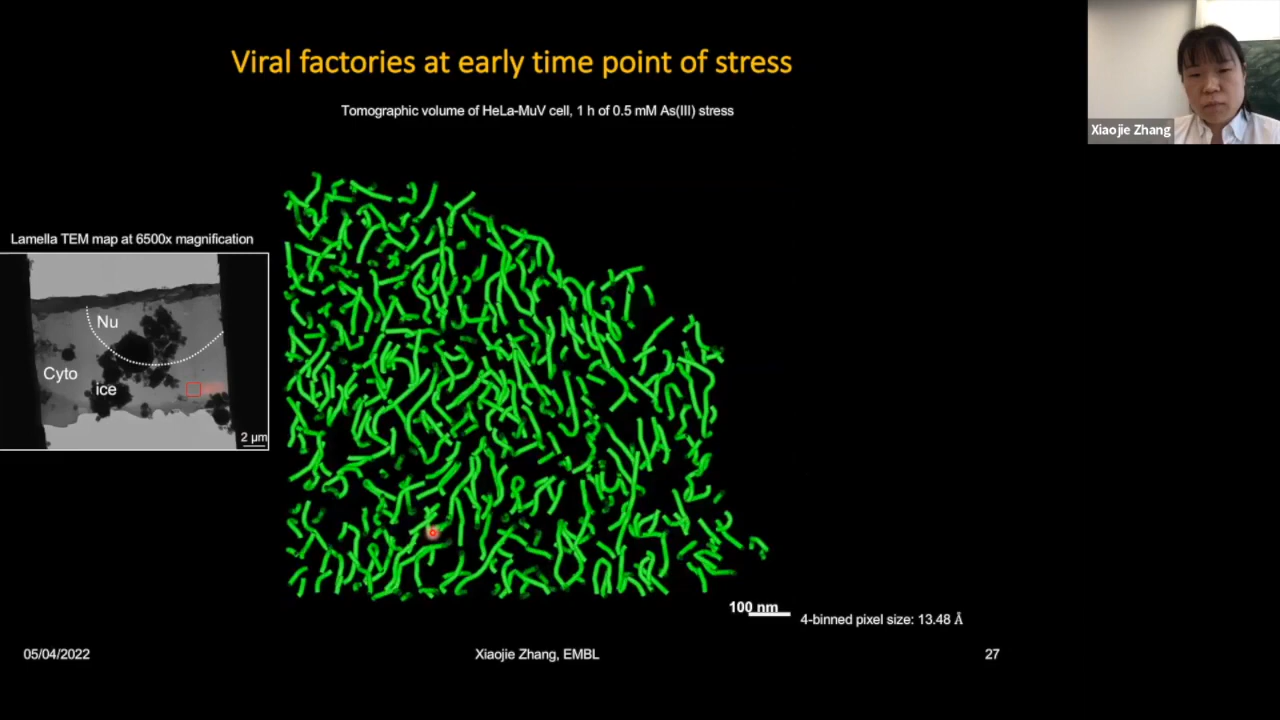 Viral factories at early time point of stress
Tomographic volume of HeLa-MuV cell, 1 h of 0.5 mM As(III) stress
Xiaojie Zhang
Lamella TEM map at 6500x magnification
Nu
Cyto
ice
2 µm
100 nm
4-binned pixel size: 13.48 Å
05/04/2022
Xiaojie Zhang, EMBL
27